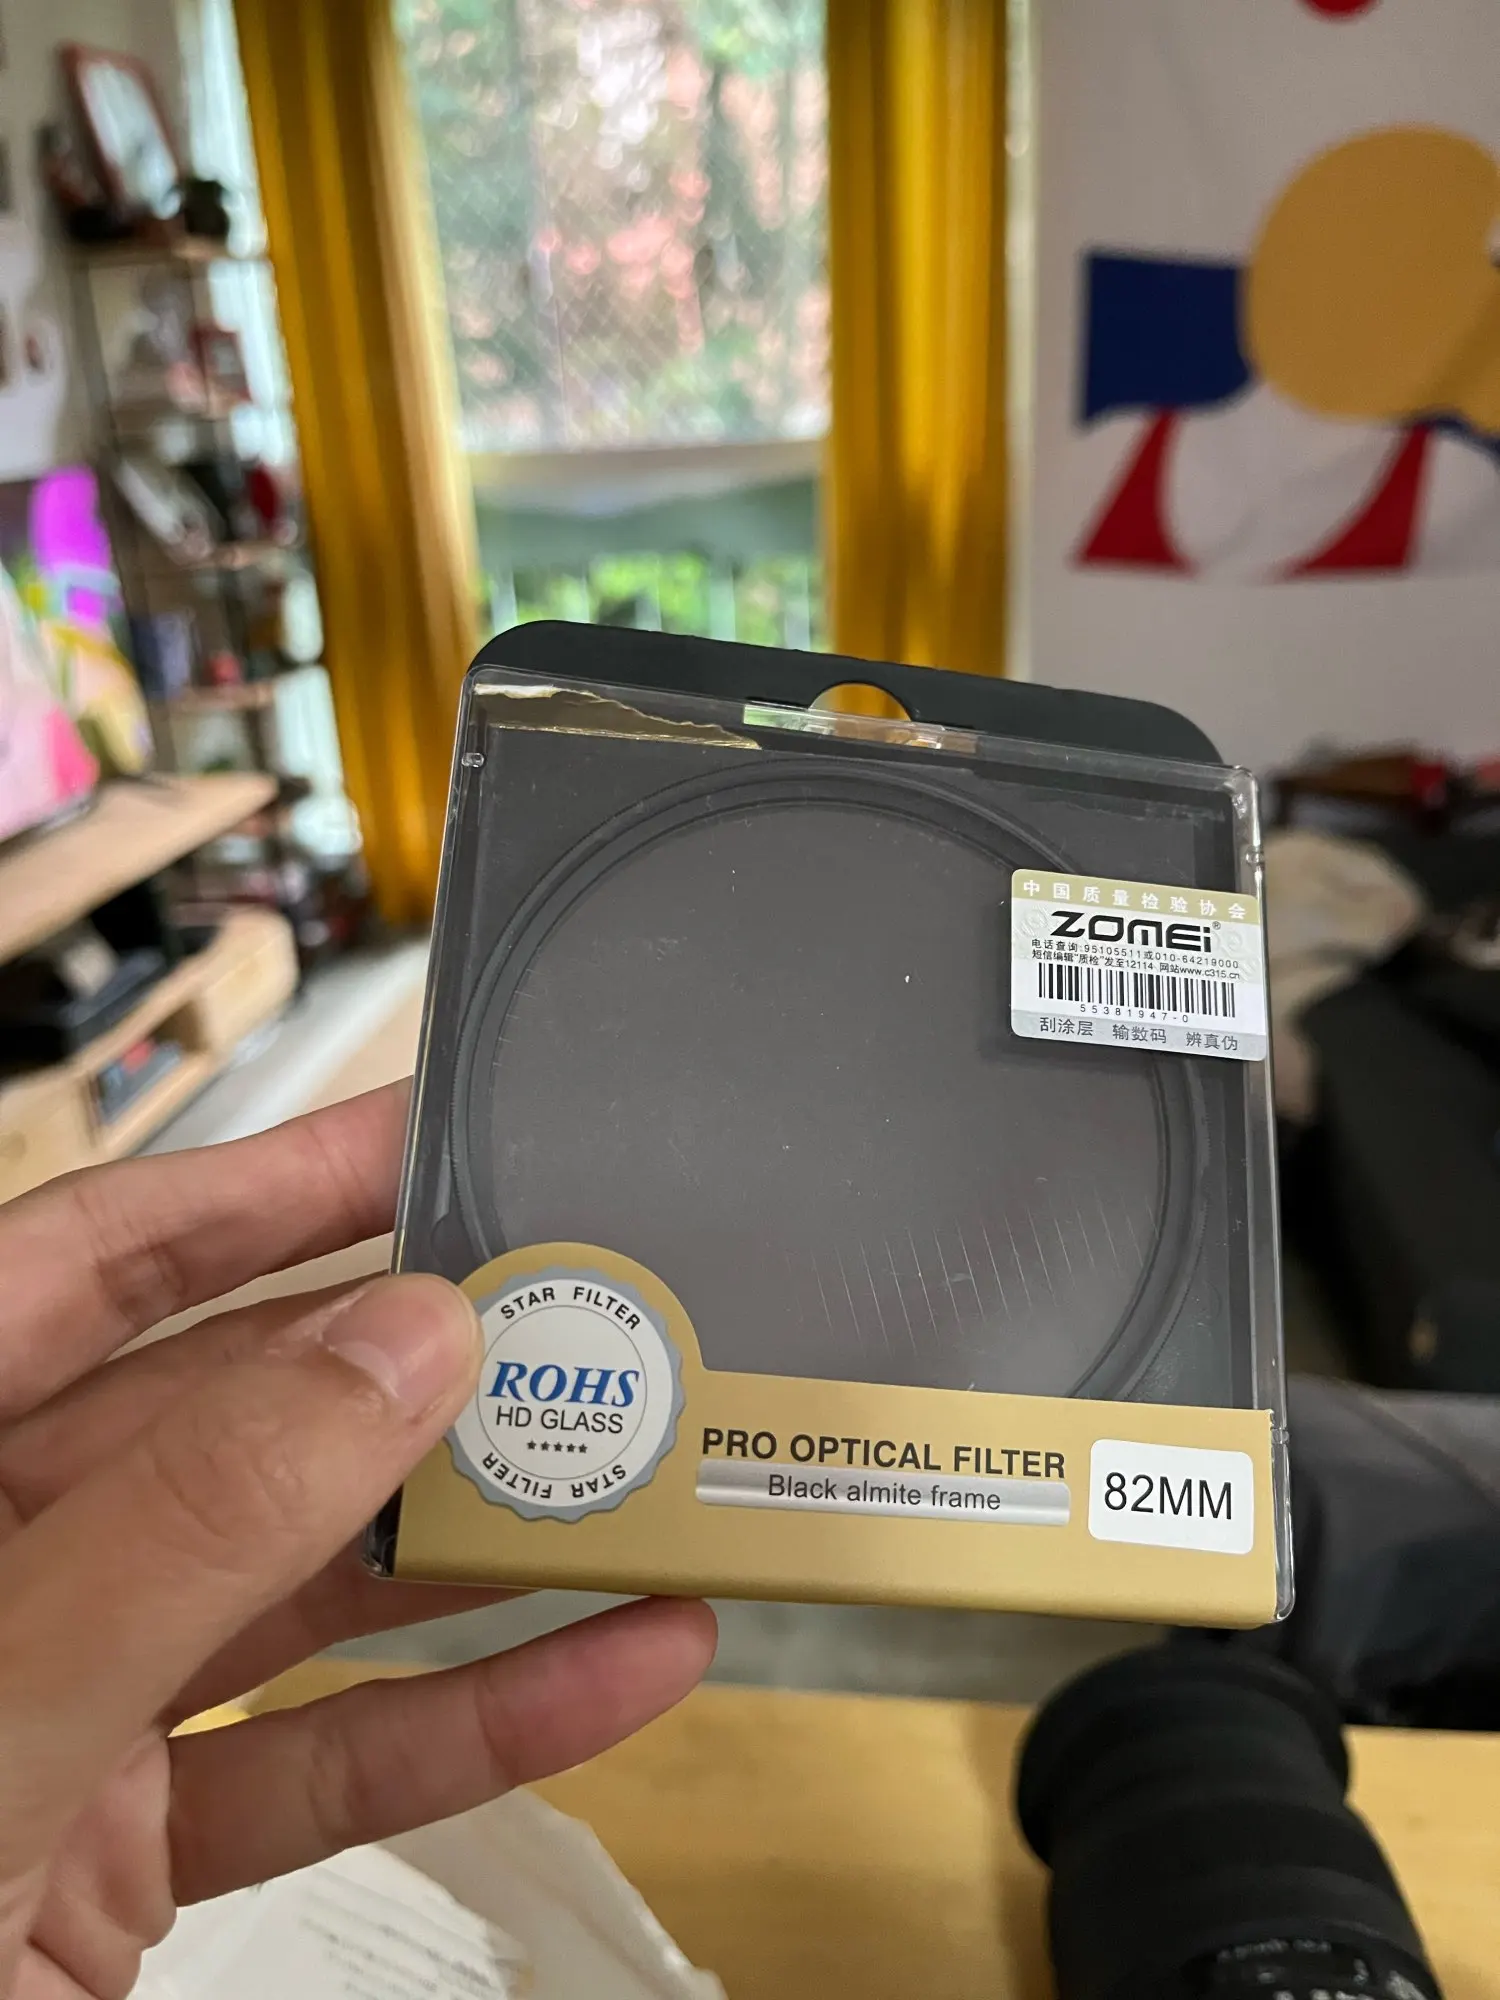 中国质量检验协会
ZOMEi®
电话查询:95105511或010-64219000
短信编辑"质检"发至12114 网站www.c315.cn
55381947-0
刮涂层 输数码 辨真伪
STAR FILTER
ROHS
HD GLASS
★★★★★
STAR FILTER
PRO OPTICAL FILTER
Black almite frame
82MM